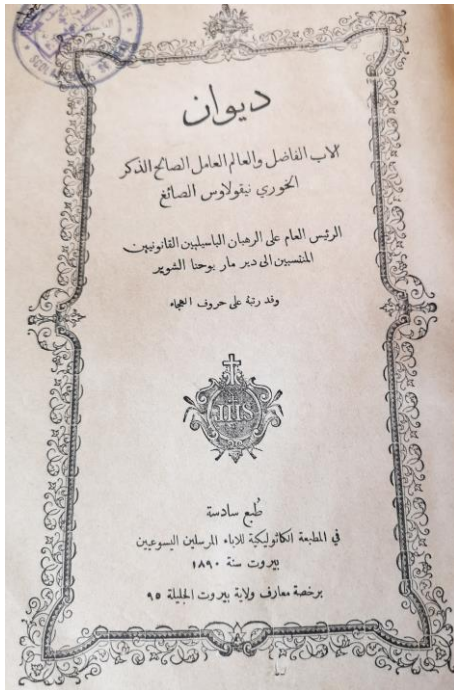 ديوان
الاب الفاضل والعالم العامل الصالح الذكر
الخوري نيقولاوس الصائغ
الرئيس العام على الرهبان الباسيليين القانونيين
المنتسبين الى دير مار يوحنا الشوير
وقد رتبهُ على حروف الهجاء
IHS
طُبع سادسة
في المطبعة الكاثوليكية للاباء المرسلين اليسوعيين
بيروت سنة ١٨٩٠
برخصة معارف ولاية بيروت الجليلة ٩٥